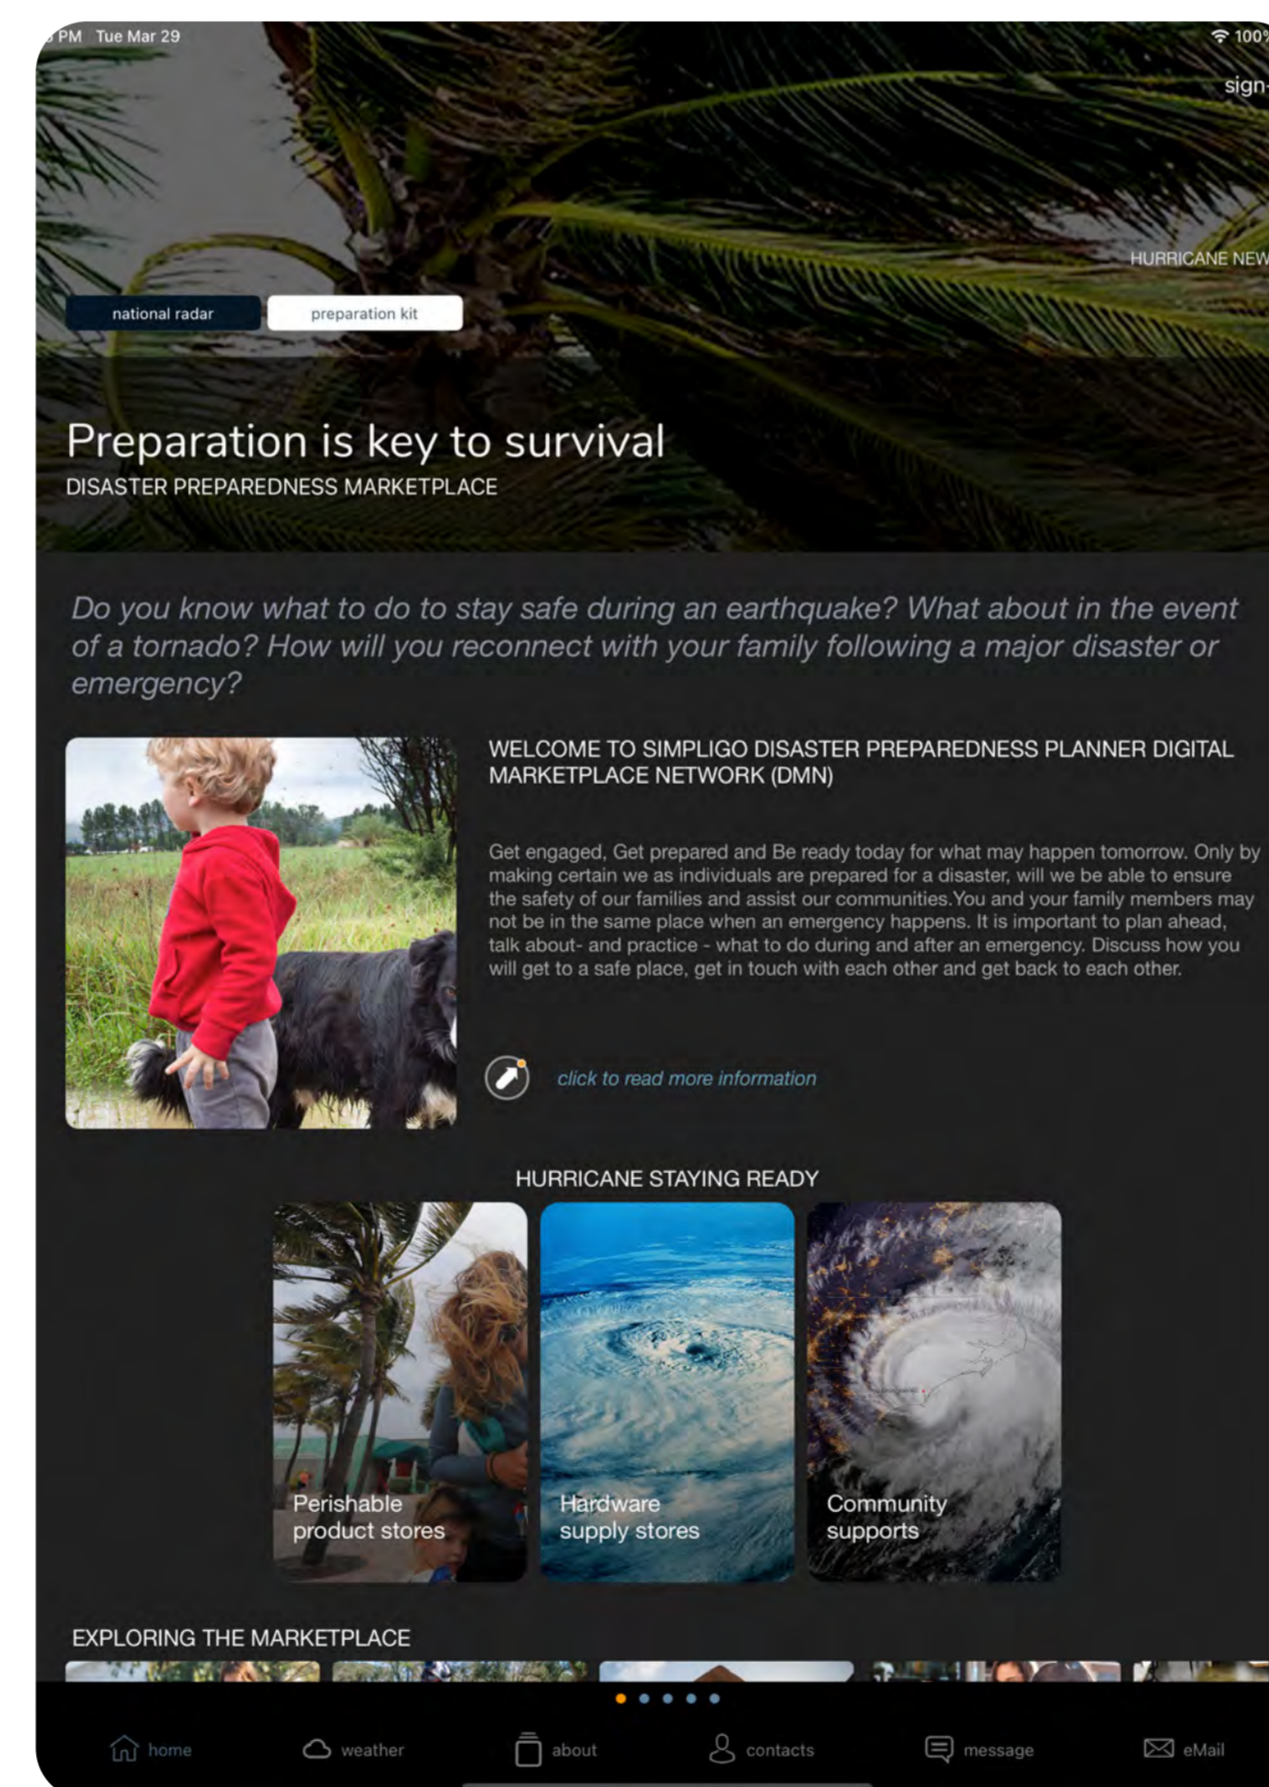 PM Tue Mar 29
100%
sign-
HURRICANE NEW
national radar
preparation kit
Preparation is key to survival
DISASTER PREPAREDNESS MARKETPLACE
Do you know what to do to stay safe during an earthquake? What about in the event
of a tornado? How will you reconnect with your family following a major disaster or
emergency?
WELCOME TO SIMPLIGO DISASTER PREPAREDNESS PLANNER DIGITAL
MARKETPLACE NETWORK (DMN)
Get engaged, Get prepared and Be ready today for what may happen tomorrow. Only by
making certain we as individuals are prepared for a disaster, will we be able to ensure
the safety of our families and assist our communities.You and your family members may
not be in the same place when an emergency happens. It is important to plan ahead,
talk about- and practice - what to do during and after an emergency. Discuss how you
will get to a safe place, get in touch with each other and get back to each other.
click to read more information
HURRICANE STAYING READY
Perishable
product stores
Hardware
supply stores
Community
supports
EXPLORING THE MARKETPLACE
home
weather
about
contacts
message
eMail